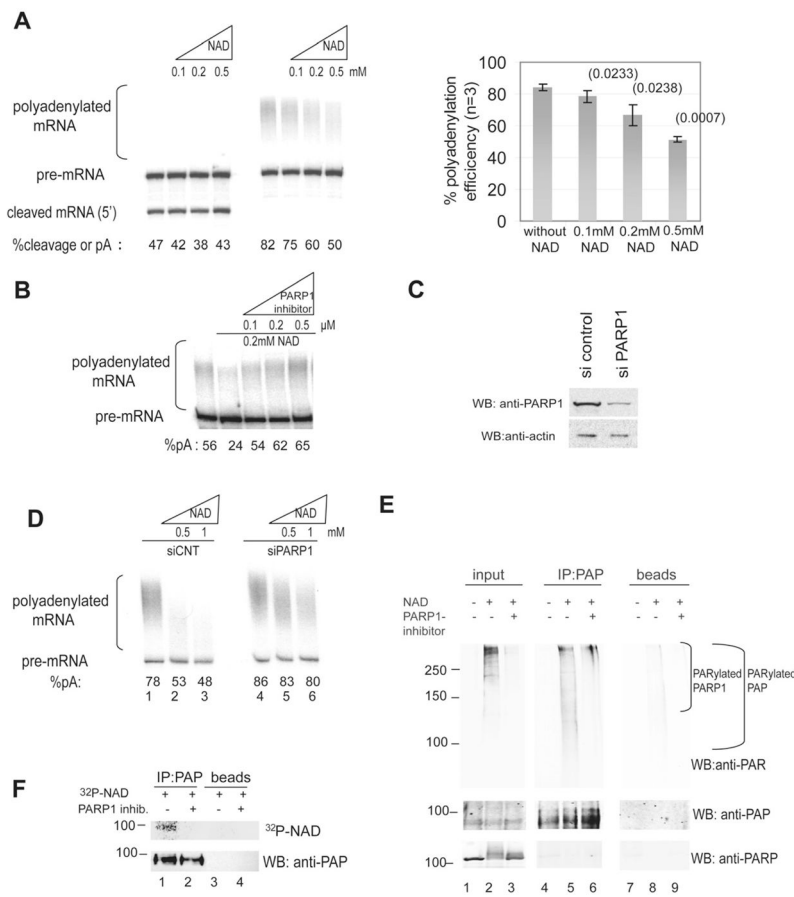 A
NAD
0.1 0.2 0.5
NAD
0.1 0.2 0.5 mM
polyadenylated
mRNA
pre-mRNA
cleaved mRNA (5')
%cleavage or pA : 47 42 38 43 82 75 60 50
% polyadenylation
efficicency (n=3)
100
80
60
40
20
0
(0.0233)
(0.0238)
(0.0007)
without 0.1mM 0.2mM 0.5mM
NAD NAD NAD NAD
B
PARP1
inhibitor
0.1 0.2 0.5 µM
0.2mM NAD
polyadenylated
mRNA
pre-mRNA
%pA : 56 24 54 62 65
C
si control
si PARP1
WB: anti-PARP1
WB:anti-actin
D
NAD
0.5 1
siCNT
NAD
0.5 1 mM
siPARP1
polyadenylated
mRNA
pre-mRNA
%pA: 78 53 48 86 83 80
1 2 3 4 5 6
E
input IP:PAP beads
NAD - + + - + + - + +
PARP1-
inhibitor
- - + - - + - - +
250
150
100
PARylated
PARP1
PARylated
PAP
WB:anti-PAR
100
WB: anti-PAP
100
WB: anti-PARP
1 2 3 4 5 6 7 8 9
F
IP:PAP beads
32P-NAD + + + +
PARP1 inhib. - + - +
100
32P-NAD
100
WB: anti-PAP
1 2 3 4